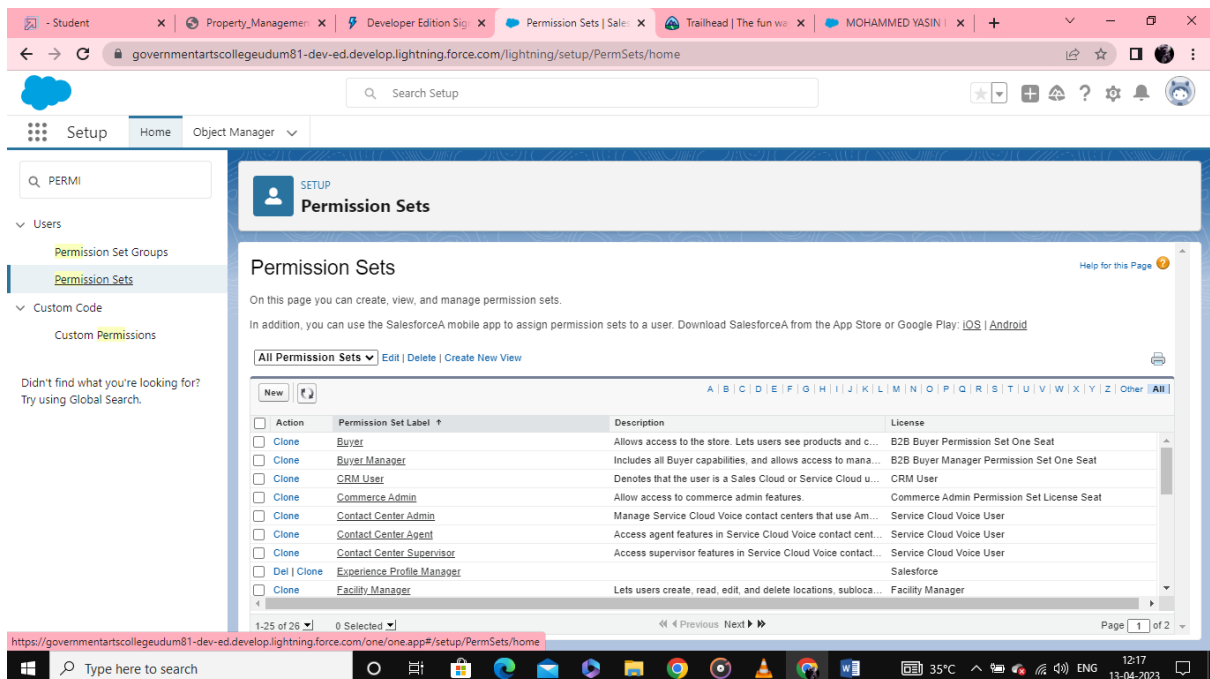 - Student
Property_Managemen
Developer Edition Sig
Permission Sets | Sales
Trailhead | The fun wa
MOHAMMED YASIN
governmentartscollegeudum81-dev-ed.develop.lightning.force.com/lightning/setup/PermSets/home
Search Setup
Setup
Home
Object Manager
PERMI
Users
Permission Set Groups
Permission Sets
Custom Code
Custom Permissions
Didn't find what you're looking for?
Try using Global Search.
SETUP
Permission Sets
Permission Sets
Help for this Page
On this page you can create, view, and manage permission sets.
In addition, you can use the SalesforceA mobile app to assign permission sets to a user. Download SalesforceA from the App Store or Google Play: iOS | Android
All Permission Sets Edit | Delete | Create New View
New A | B | C | D | E | F | G | H | I | J | K | L | M | N | O | P | Q | R | S | T | U | V | W | X | Y | Z | Other All
Action Permission Set Label ↑ Description License
Clone Buyer Allows access to the store. Lets users see products and c... B2B Buyer Permission Set One Seat
Clone Buyer Manager Includes all Buyer capabilities, and allows access to mana... B2B Buyer Manager Permission Set One Seat
Clone CRM User Denotes that the user is a Sales Cloud or Service Cloud u... CRM User
Clone Commerce Admin Allow access to commerce admin features. Commerce Admin Permission Set License Seat
Clone Contact Center Admin Manage Service Cloud Voice contact centers that use Am... Service Cloud Voice User
Clone Contact Center Agent Access agent features in Service Cloud Voice contact cent... Service Cloud Voice User
Clone Contact Center Supervisor Access supervisor features in Service Cloud Voice contact... Service Cloud Voice User
Del | Clone Experience Profile Manager Salesforce
Clone Facility Manager Lets users create, read, edit, and delete locations, subloca... Facility Manager
1-25 of 26 0 Selected Previous Next Page 1 of 2
https://governmentartscollegeudum81-dev-ed.develop.lightning.force.com/one/one.app#/setup/PermSets/home
Type here to search
35°C
ENG
12:17
13-04-2023